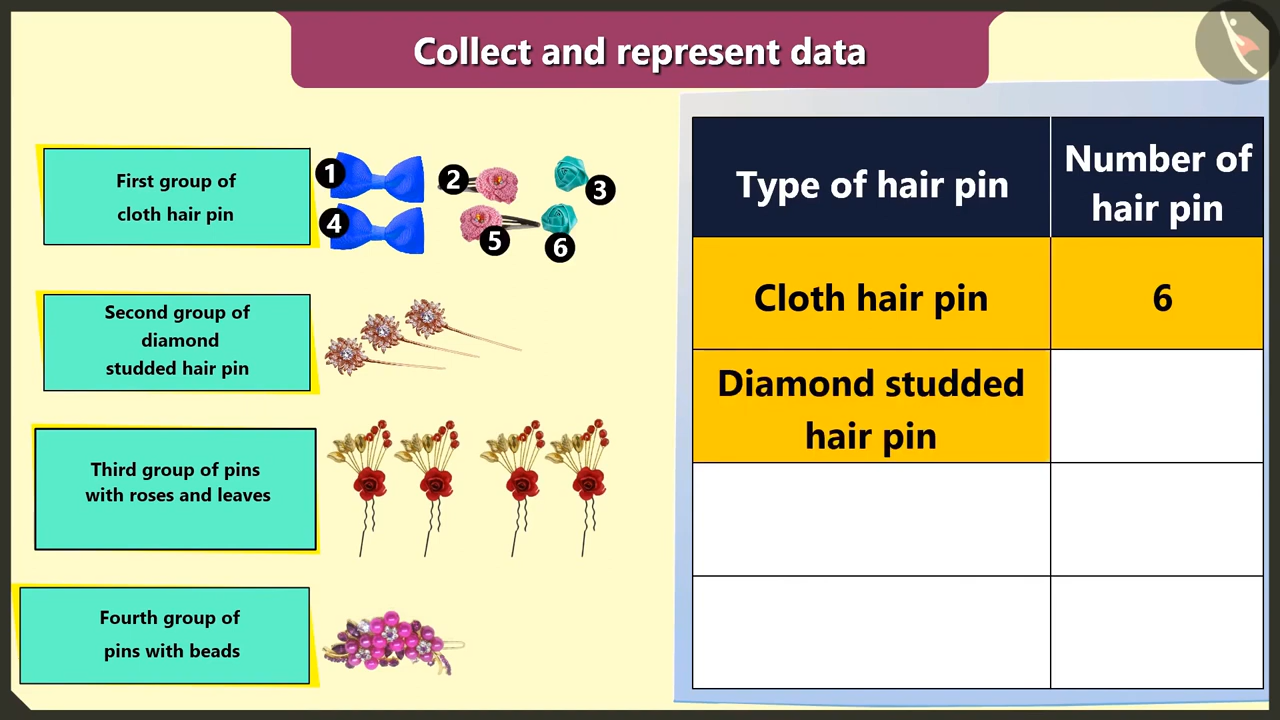 Collect and represent data
First group of
cloth hair pin
1
2
3
4
5
6
Second group of
diamond
studded hair pin
Third group of pins
with roses and leaves
Fourth group of
pins with beads
Type of hair pin
Number of
hair pin
Cloth hair pin
6
Diamond studded
hair pin